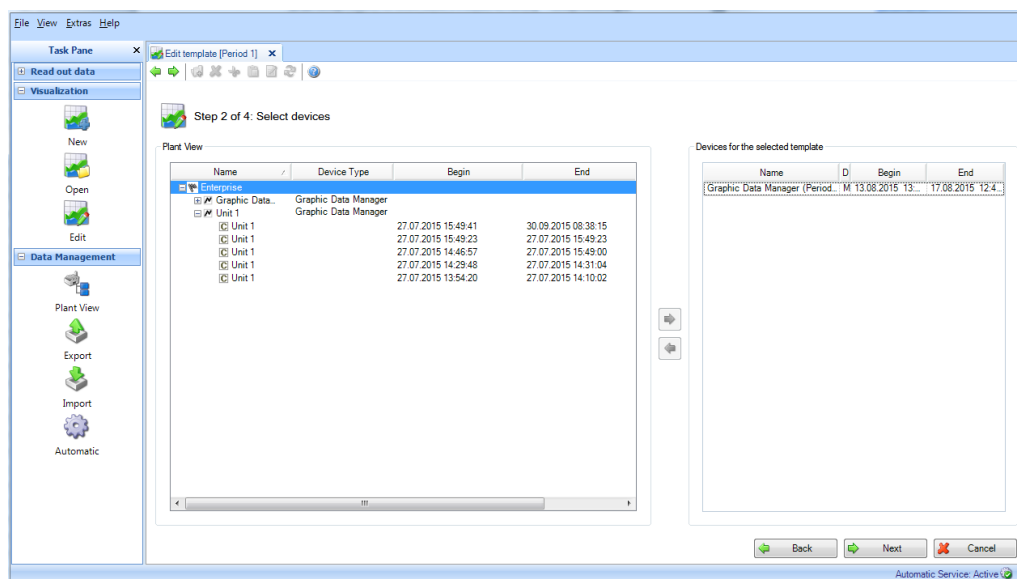 File View Extras Help
Task Pane
Edit template [Period 1]
Read out data
Visualization
New
Open
Edit
Data Management
Plant View
Export
Import
Automatic
Step 2 of 4: Select devices
Plant View
Name Device Type Begin End
Enterprise
Graphic Data.. Graphic Data Manager
Unit 1 Graphic Data Manager
Unit 1 27.07.2015 15:49:41 30.09.2015 08:38:15
Unit 1 27.07.2015 15:49:23 27.07.2015 15:49:23
Unit 1 27.07.2015 14:46:57 27.07.2015 15:49:00
Unit 1 27.07.2015 14:29:48 27.07.2015 14:31:04
Unit 1 27.07.2015 13:54:20 27.07.2015 14:10:02
Devices for the selected template
Name D Begin End
Graphic Data Manager (Period.. M 13.08.2015 13:.. 17.08.2015 12:4..
Back Next Cancel
Automatic Service: Active